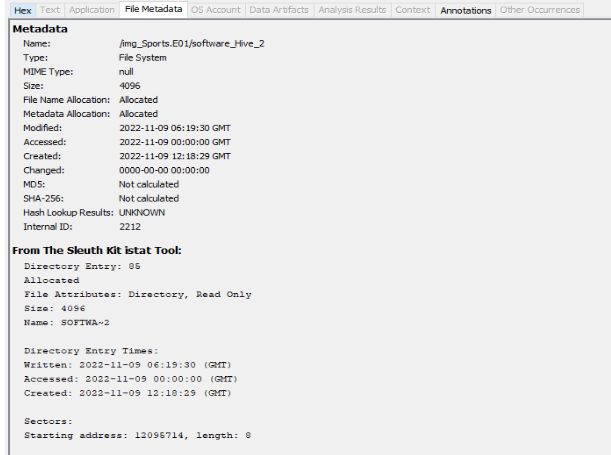 Hex Text Application File Metadata OS Account Data Artifacts Analysis Results Context Annotations Other Occurrences
Metadata
Name: /img_Sports.E01/software_Hive_2
Type: File System
MIME Type: null
Size: 4096
File Name Allocation: Allocated
Metadata Allocation: Allocated
Modified: 2022-11-09 06:19:30 GMT
Accessed: 2022-11-09 00:00:00 GMT
Created: 2022-11-09 12:18:29 GMT
Changed: 0000-00-00 00:00:00
MD5: Not calculated
SHA-256: Not calculated
Hash Lookup Results: UNKNOWN
Internal ID: 2212
From The Sleuth Kit istat Tool:
Directory Entry: 85
Allocated
File Attributes: Directory, Read Only
Size: 4096
Name: SOFTWA~2
Directory Entry Times:
Written: 2022-11-09 06:19:30 (GMT)
Accessed: 2022-11-09 00:00:00 (GMT)
Created: 2022-11-09 12:18:29 (GMT)
Sectors:
Starting address: 12095714, length: 8